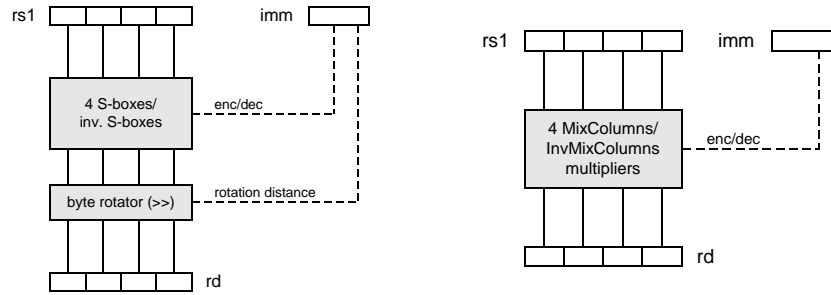 rs1
imm
4 S-boxes/
inv. S-boxes
enc/dec
byte rotator (>>)
rotation distance
rd
rs1
imm
4 MixColumns/
InvMixColumns
multipliers
enc/dec
rd